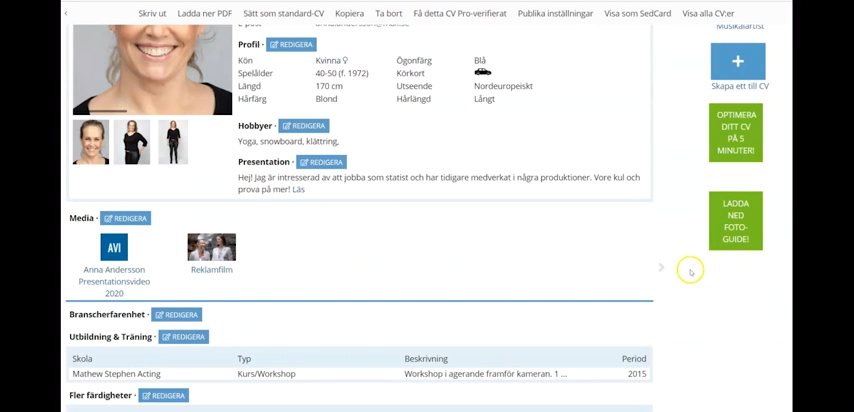 ‹ Skriv ut Ladda ner PDF Sätt som standard-CV Kopiera Ta bort Få detta CV Pro-verifierat Publika inställningar Visa som SedCard Visa alla CV:er
Musikalartist
Profil · REDIGERA
Kön Kvinna ♀ Ögonfärg Blå
Spelålder 40-50 (f. 1972) Körkort
Längd 170 cm Utseende Nordeuropeiskt
Hårfärg Blond Hårlängd Långt
+
Skapa ett till CV
Hobbyer · REDIGERA
Yoga, snowboard, klättring,
OPTIMERA
DITT CV
PÅ 5
MINUTER!
Presentation · REDIGERA
Hej! Jag är intresserad av att jobba som statist och har tidigare medverkat i några produktioner. Vore kul och
prova på mer! Läs
LADDA
NED
FOTO-
GUIDE!
Media · REDIGERA
AVI
Anna Andersson
Presentationsvideo
2020
Reklamfilm
Branscherfarenhet · REDIGERA
Utbildning & Träning · REDIGERA
Skola Typ Beskrivning Period
Mathew Stephen Acting Kurs/Workshop Workshop i agerande framför kameran. 1 ... 2015
Fler färdigheter · REDIGERA